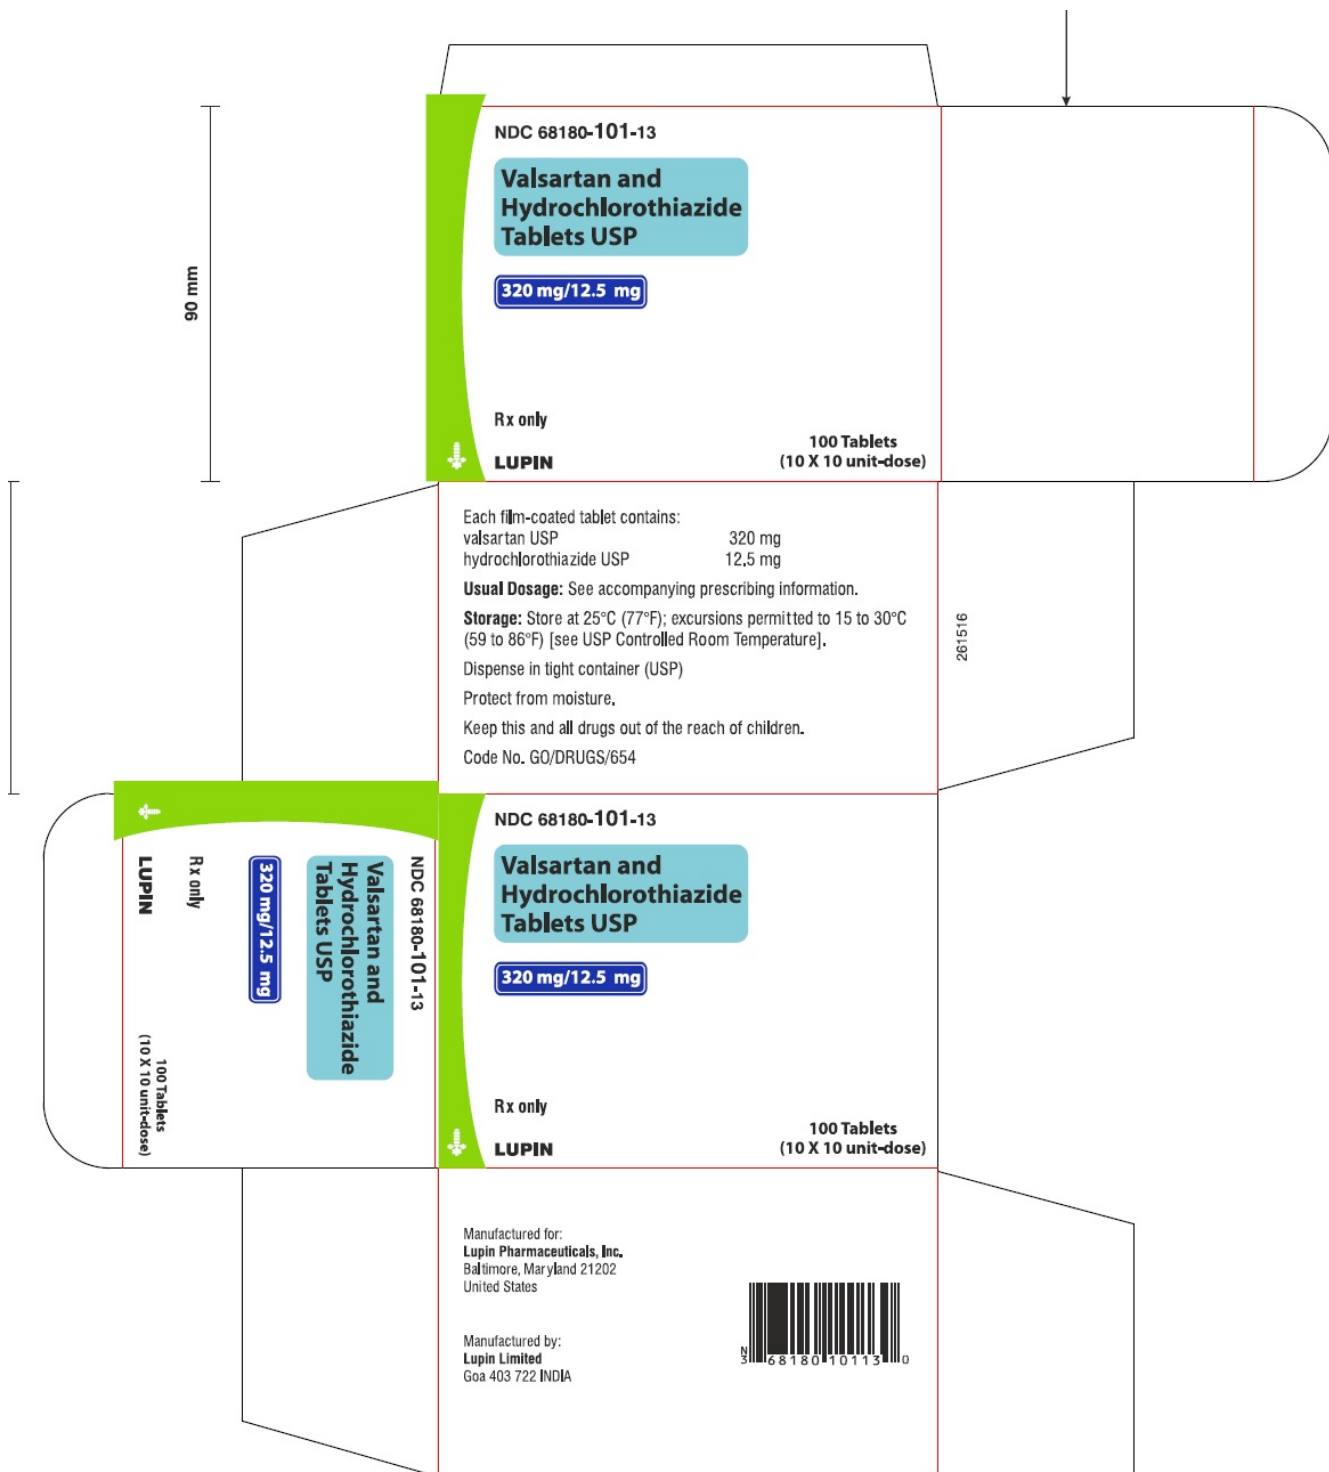 90 mm
NDC 68180-101-13
Valsartan and
Hydrochlorothiazide
Tablets USP
320 mg/12.5 mg
Rx only
LUPIN
100 Tablets
(10 X 10 unit-dose)
Each film-coated tablet contains:
valsartan USP 320 mg
hydrochlorothiazide USP 12.5 mg
Usual Dosage: See accompanying prescribing information.
Storage: Store at 25°C (77°F); excursions permitted to 15 to 30°C
(59 to 86°F) [see USP Controlled Room Temperature].
Dispense in tight container (USP)
Protect from moisture.
Keep this and all drugs out of the reach of children.
Code No. GO/DRUGS/654
261516
NDC 68180-101-13
Valsartan and
Hydrochlorothiazide
Tablets USP
320 mg/12.5 mg
Rx only
LUPIN
100 Tablets
(10 X 10 unit-dose)
NDC 68180-101-13
Valsartan and
Hydrochlorothiazide
Tablets USP
320 mg/12.5 mg
Rx only
LUPIN
100 Tablets
(10 X 10 unit-dose)
Manufactured for:
Lupin Pharmaceuticals, Inc.
Baltimore, Maryland 21202
United States
Manufactured by:
Lupin Limited
Goa 403 722 INDIA
N
3 68180 10113 0